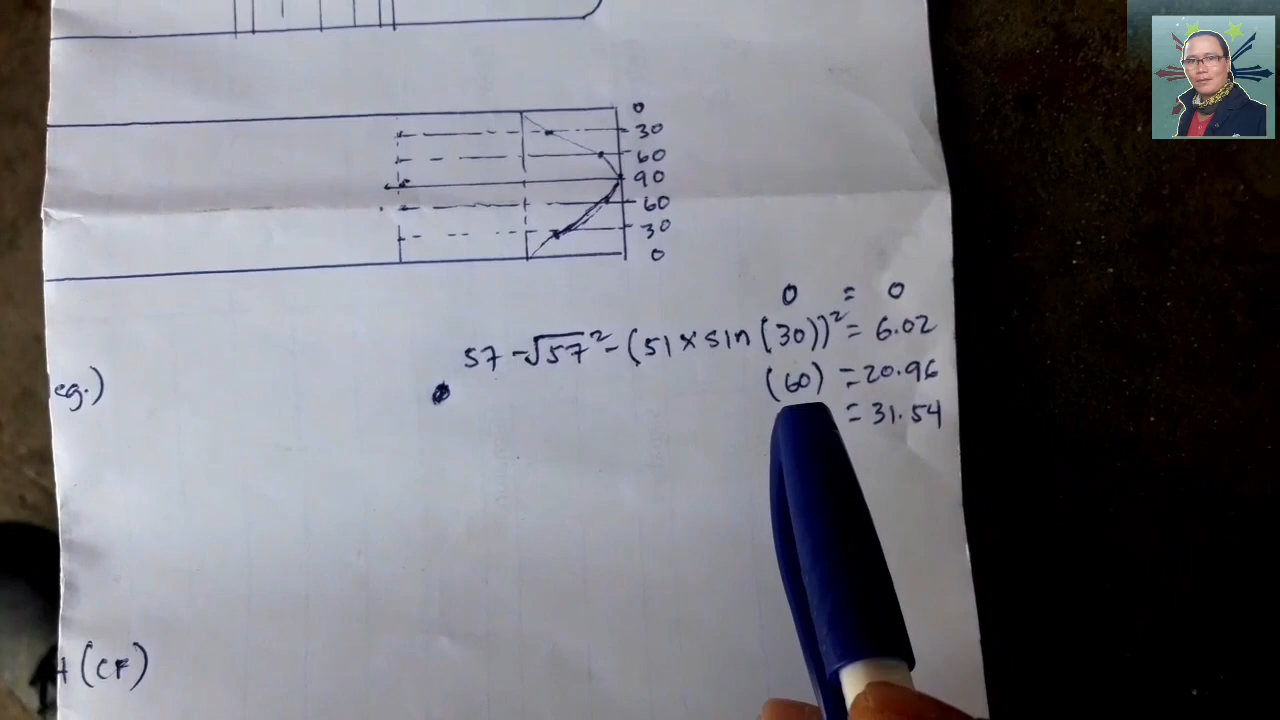 0
30
60
90
60
30
0
0 = 0
57 - √57² - (51 × sin (30))² = 6.02
(60) = 20.96
= 31.54
eg.)
(CF)